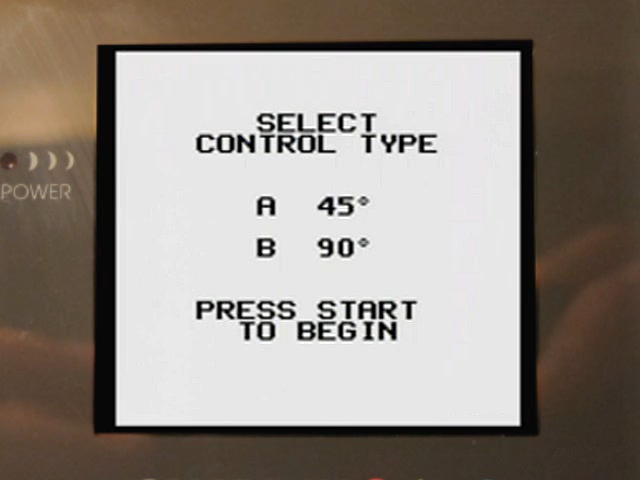 SELECT
CONTROL TYPE
A 45°
B 90°
POWER
PRESS START
TO BEGIN